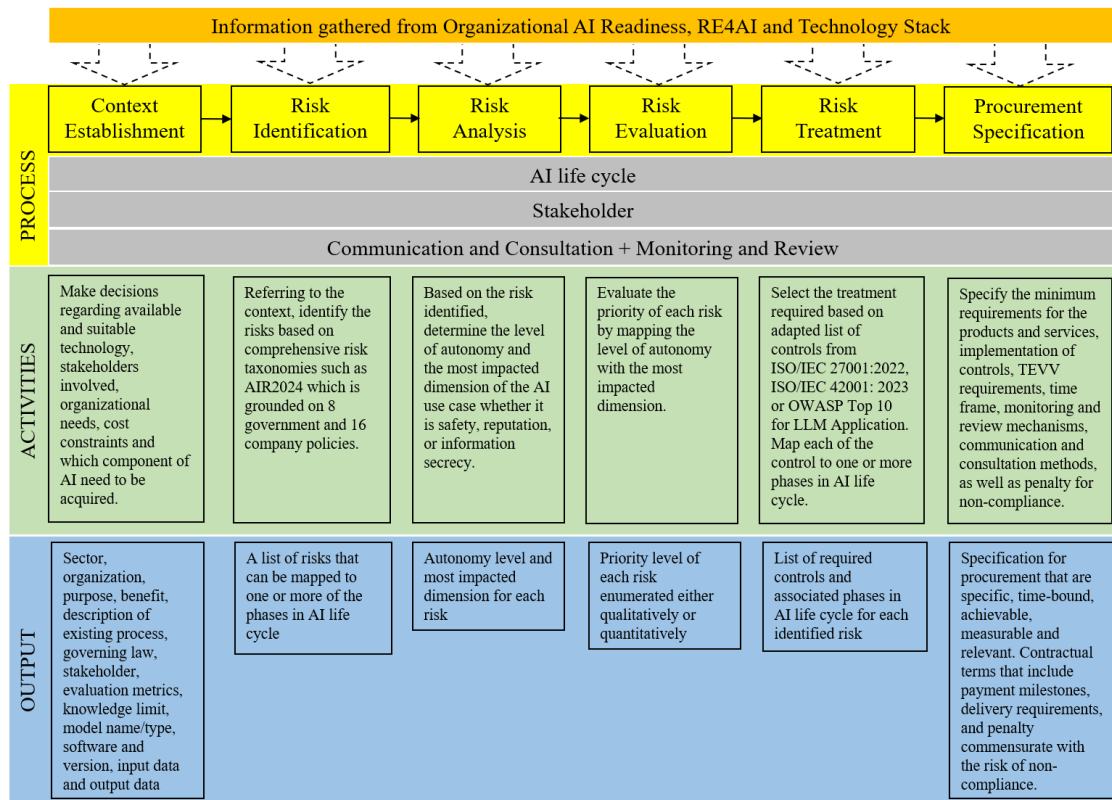 Information gathered from Organizational AI Readiness, RE4AI and Technology Stack
PROCESS
Context
Establishment
Risk
Identification
Risk
Analysis
Risk
Evaluation
Risk
Treatment
Procurement
Specification
AI life cycle
Stakeholder
Communication and Consultation + Monitoring and Review
ACTIVITIES
Make decisions
regarding available
and suitable
technology,
stakeholders
involved,
organizational
needs, cost
constraints and
which component of
AI need to be
acquired.
Referring to the
context, identify the
risks based on
comprehensive risk
taxonomies such as
AIR2024 which is
grounded on 8
government and 16
company policies.
Based on the risk
identified,
determine the level
of autonomy and
the most impacted
dimension of the AI
use case whether it
is safety, reputation,
or information
secrecy.
Evaluate the
priority of each risk
by mapping the
level of autonomy
with the most
impacted
dimension.
Select the treatment
required based on
adapted list of
controls from
ISO/IEC 27001:2022,
ISO/IEC 42001: 2023
or OWASP Top 10
for LLM Application.
Map each of the
control to one or more
phases in AI life
cycle.
Specify the minimum
requirements for the
products and services,
implementation of
controls, TEVV
requirements, time
frame, monitoring and
review mechanisms,
communication and
consultation methods,
as well as penalty for
non-compliance.
OUTPUT
Sector,
organization,
purpose, benefit,
description of
existing process,
governing law,
stakeholder,
evaluation metrics,
knowledge limit,
model name/type,
software and
version, input data
and output data
A list of risks that
can be mapped to
one or more of the
phases in AI life
cycle
Autonomy level and
most impacted
dimension for each
risk
Priority level of
each risk
enumerated either
qualitatively or
quantitatively
List of required
controls and
associated phases in
AI life cycle for each
identified risk
Specification for
procurement that are
specific, time-bound,
achievable,
measurable and
relevant. Contractual
terms that include
payment milestones,
delivery requirements,
and penalty
commensurate with
the risk of non-
compliance.